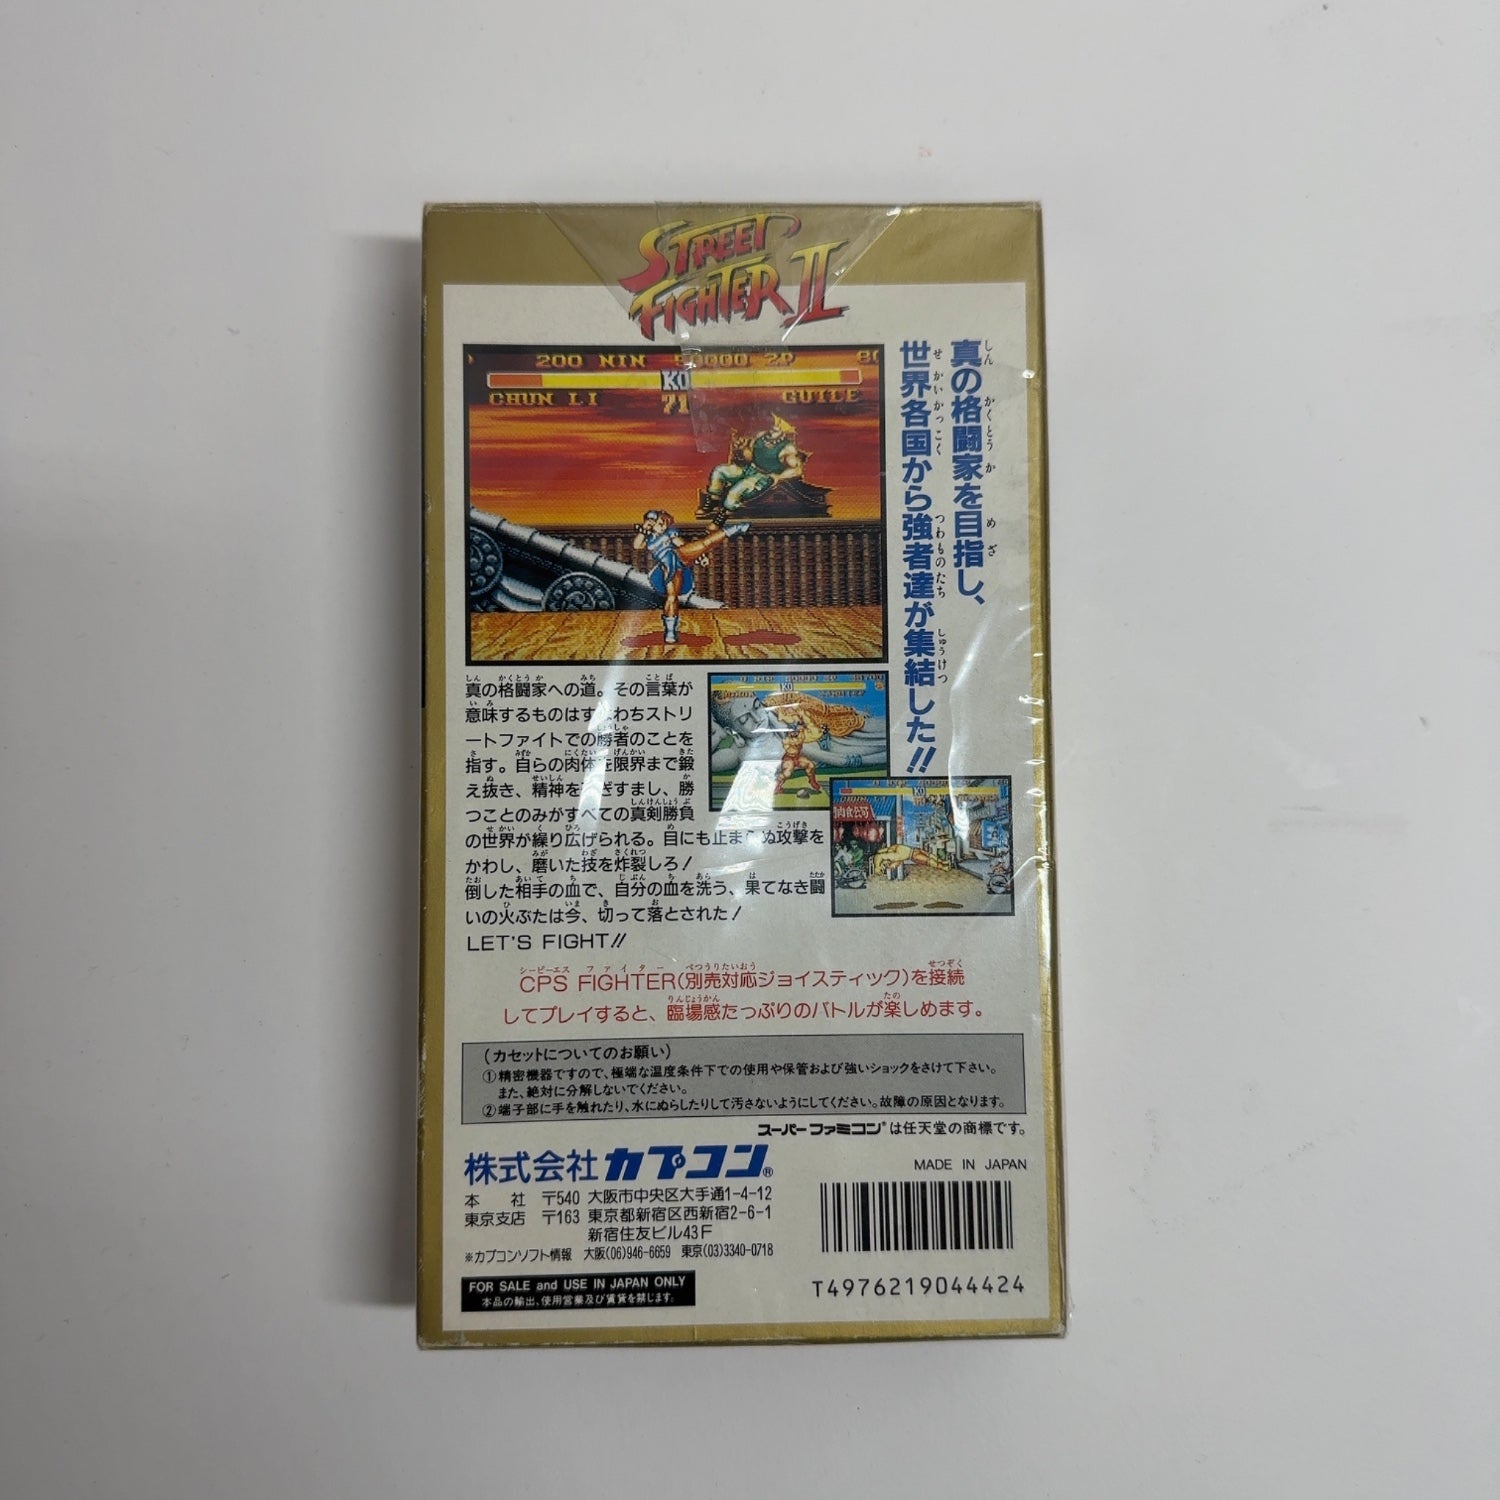 STREET
FIGHTER II
200 NIN 50000 2P
KO
CHUN LI
71
GUILE
真の格闘家を目指し、
世界各国から強者達が集結した!!
真の格闘家への道。その言葉が
意味するものはすなわちストリ
ートファイトでの勝者のことを
指す。自らの肉体を限界まで鍛
え抜き、精神を ぎすまし、勝
つことのみがすべての真剣勝負
の世界が繰り広げられる。目にも止まらぬ攻撃を
かわし、磨いた技を炸裂しろ!
倒した相手の血で、自分の血を洗う、果てなき闘
いの火ぶたは今、切って落とされた!
LET'S FIGHT!!
CPS FIGHTER(別売対応ジョイスティック)を接続
してプレイすると、臨場感たっぷりのバトルが楽しめます。
(カセットについてのお願い)
①精密機器ですので、極端な温度条件下での使用や保管および強いショックをさけて下さい。
また、絶対に分解しないでください。
②端子部に手を触れたり、水にぬらしたりして汚さないようにしてください。故障の原因となります。
スーパーファミコン®は任天堂の商標です。
株式会社カプコン®
MADE IN JAPAN
本 社 〒540 大阪市中央区大手通1-4-12
東京支店 〒163 東京都新宿区西新宿2-6-1
新宿住友ビル43F
※カプコンソフト情報 大阪(06)946-6659 東京(03)3340-0718
FOR SALE and USE IN JAPAN ONLY
本品の輸出、使用営業及び賃貸を禁じます。
T4976219044424